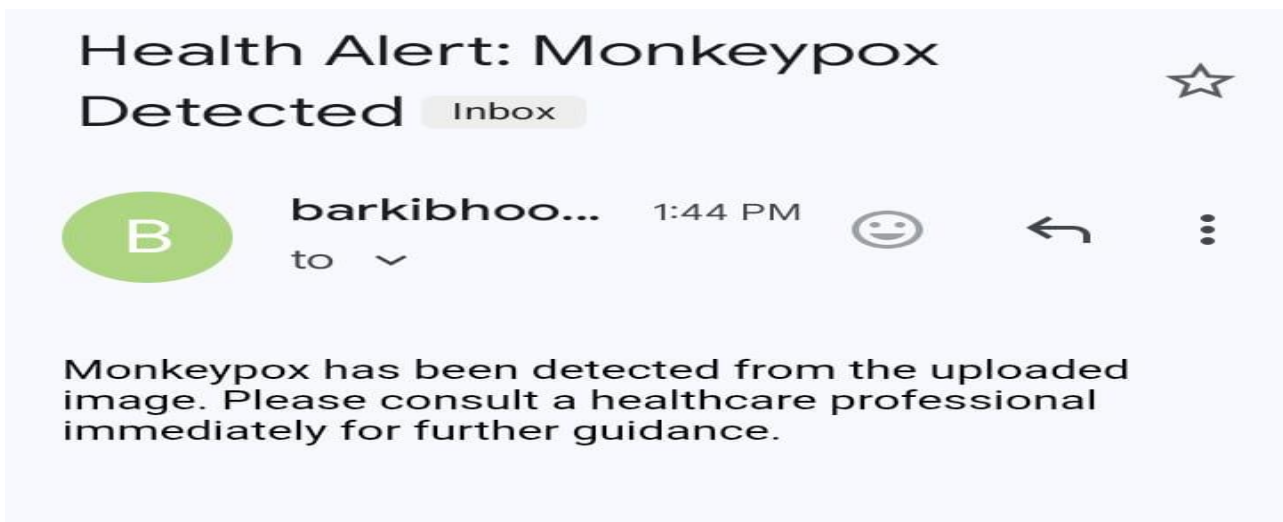 Health Alert: Monkeypox
Detected Inbox
B barkibhoo... 1:44 PM
to
Monkeypox has been detected from the uploaded
image. Please consult a healthcare professional
immediately for further guidance.